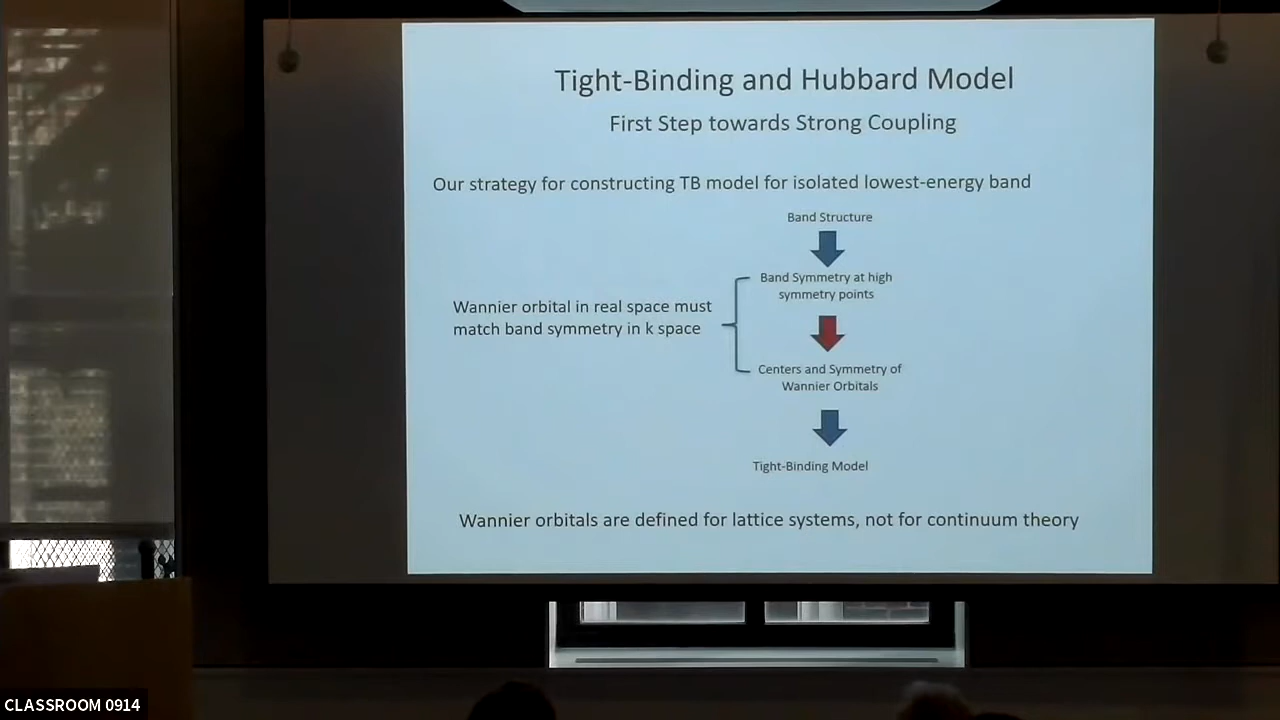 Tight-Binding and Hubbard Model
First Step towards Strong Coupling
Our strategy for constructing TB model for isolated lowest-energy band
Band Structure
Band Symmetry at high
symmetry points
Wannier orbital in real space must
match band symmetry in k space
Centers and Symmetry of
Wannier Orbitals
Tight-Binding Model
Wannier orbitals are defined for lattice systems, not for continuum theory
CLASSROOM 0914